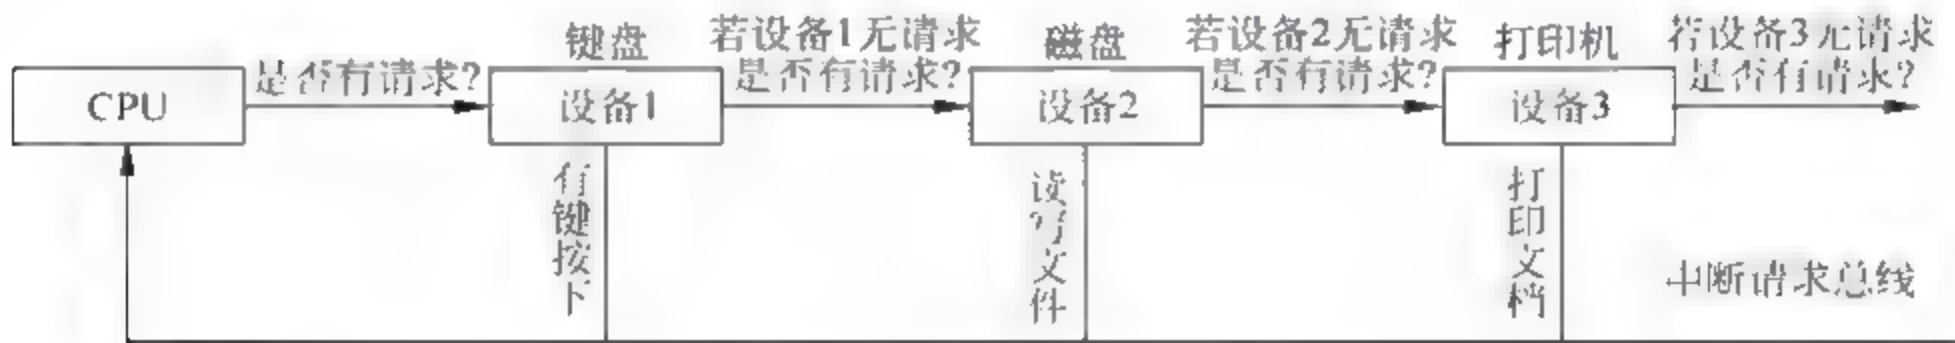 键盘
若设备1无请求
磁盘
若设备2无请求
打印机
若设备3无请求
是否有请求?
是否有请求?
是否有请求?
是否有请求?
CPU
设备1
设备2
设备3
有键按下
读写文件
打印文档
中断请求总线